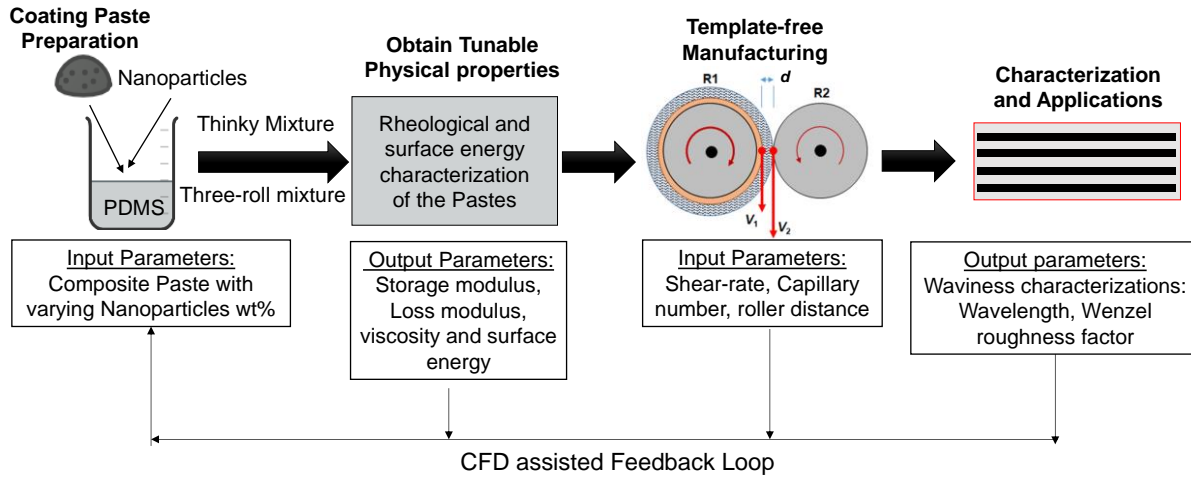 Coating Paste
Preparation
Nanoparticles
PDMS
Thinky Mixture
Three-roll mixture
Input Parameters:
Composite Paste with
varying Nanoparticles wt%
Obtain Tunable
Physical properties
Rheological and
surface energy
characterization
of the Pastes
Output Parameters:
Storage modulus,
Loss modulus,
viscosity and surface
energy
Template-free
Manufacturing
d
R1
R2
V1
V2
Input Parameters:
Shear-rate, Capillary
number, roller distance
Characterization
and Applications
Output parameters:
Waviness characterizations:
Wavelength, Wenzel
roughness factor
CFD assisted Feedback Loop